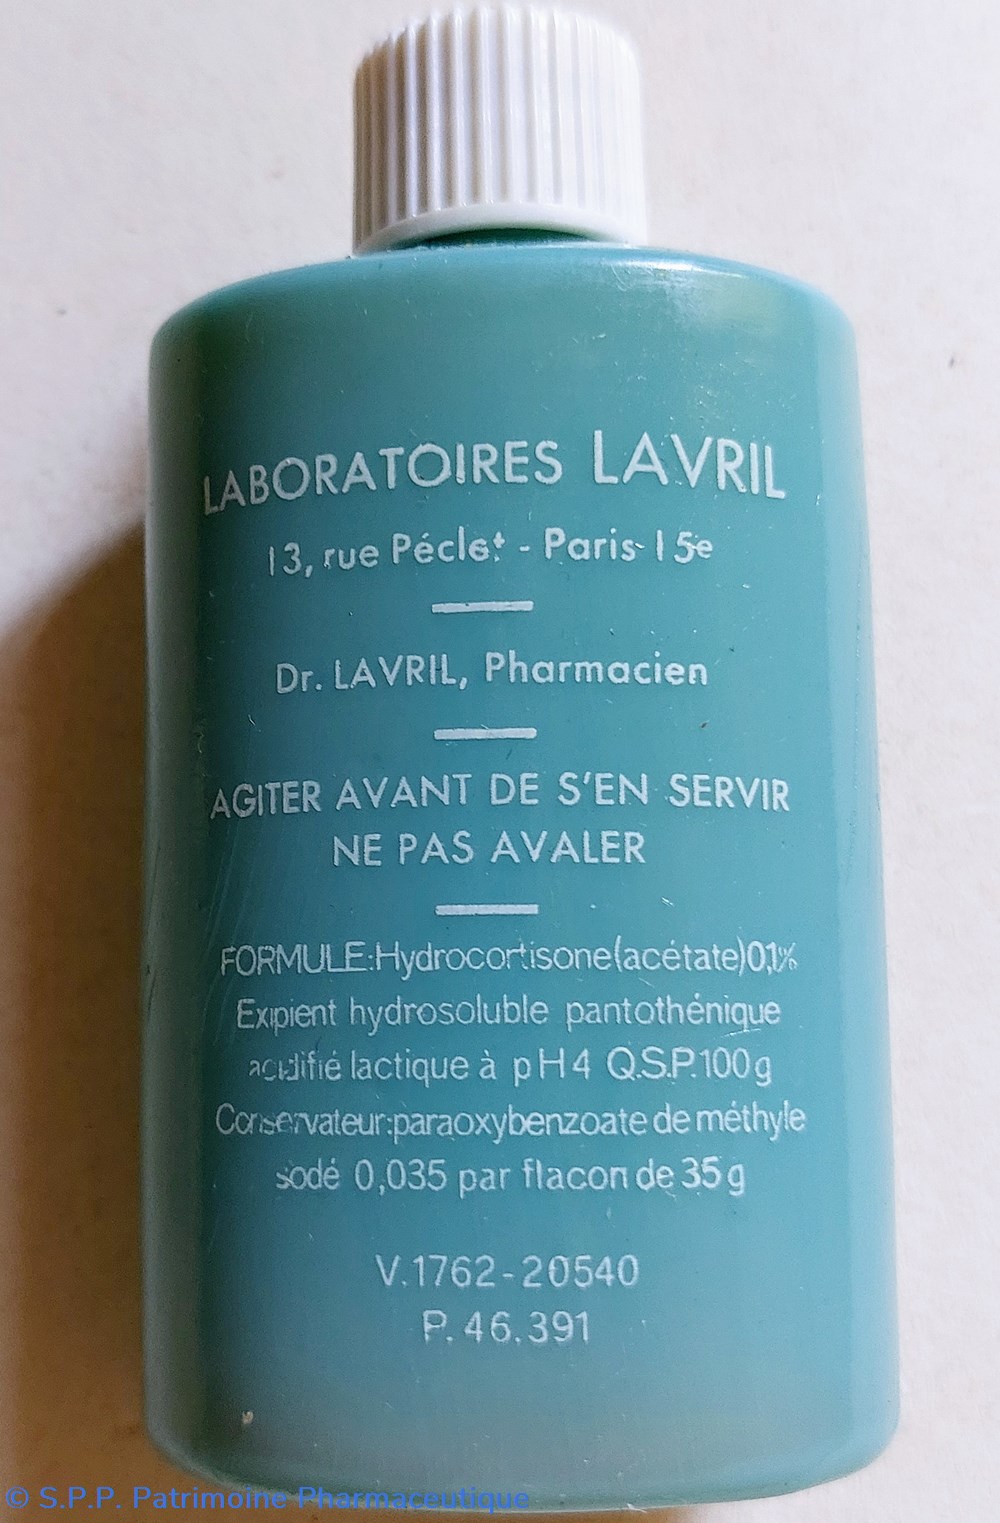 LABORATOIRES LAVRIL
13, rue Péclet - Paris 15e
Dr. LAVRIL, Pharmacien
AGITER AVANT DE S'EN SERVIR
NE PAS AVALER
FORMULE:Hydrocortisone(acétate)0,1%
Exipient hydrosoluble pantothénique
acidifié lactique à pH4 Q.S.P.100g
Conservateur:paraoxybenzoate de méthyle
sodé 0,035 par flacon de 35g
V.1762-20540
P. 46.391
© S.P.P. Patrimoine Pharmaceutique